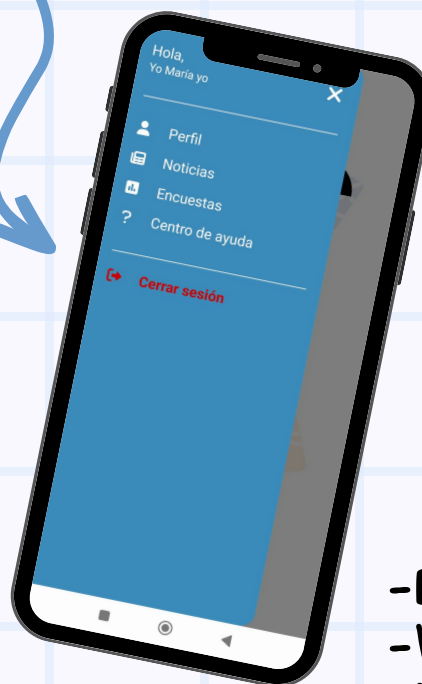 Hola,
Yo María yo
Perfil
Noticias
Encuestas
Centro de ayuda
Cerrar sesión